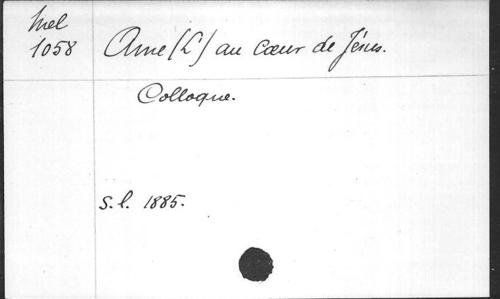 Mel
1058
Ame (L') au Cœur de Jésus.
Colloque.
S.l. 1885.